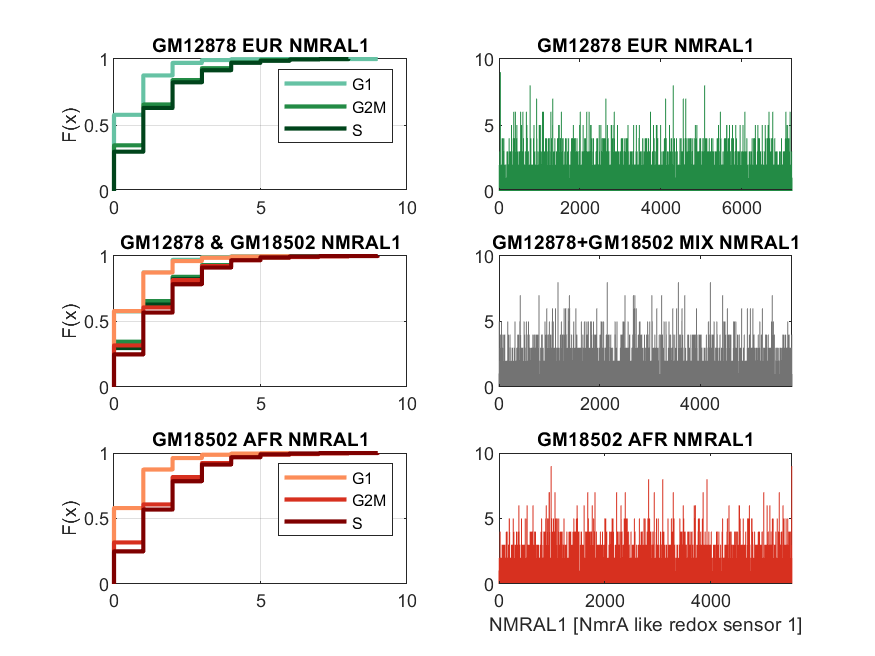 GM12878 EUR NMRAL1
1
0.5
0
F(x)
0 5 10
G1
G2M
S
GM12878 EUR NMRAL1
10
5
0
0 2000 4000 6000
GM12878 & GM18502 NMRAL1
1
0.5
0
F(x)
0 5 10
GM12878+GM18502 MIX NMRAL1
10
5
0
0 2000 4000
GM18502 AFR NMRAL1
1
0.5
0
F(x)
0 5 10
G1
G2M
S
GM18502 AFR NMRAL1
10
5
0
0 2000 4000
NMRAL1 [NmrA like redox sensor 1]